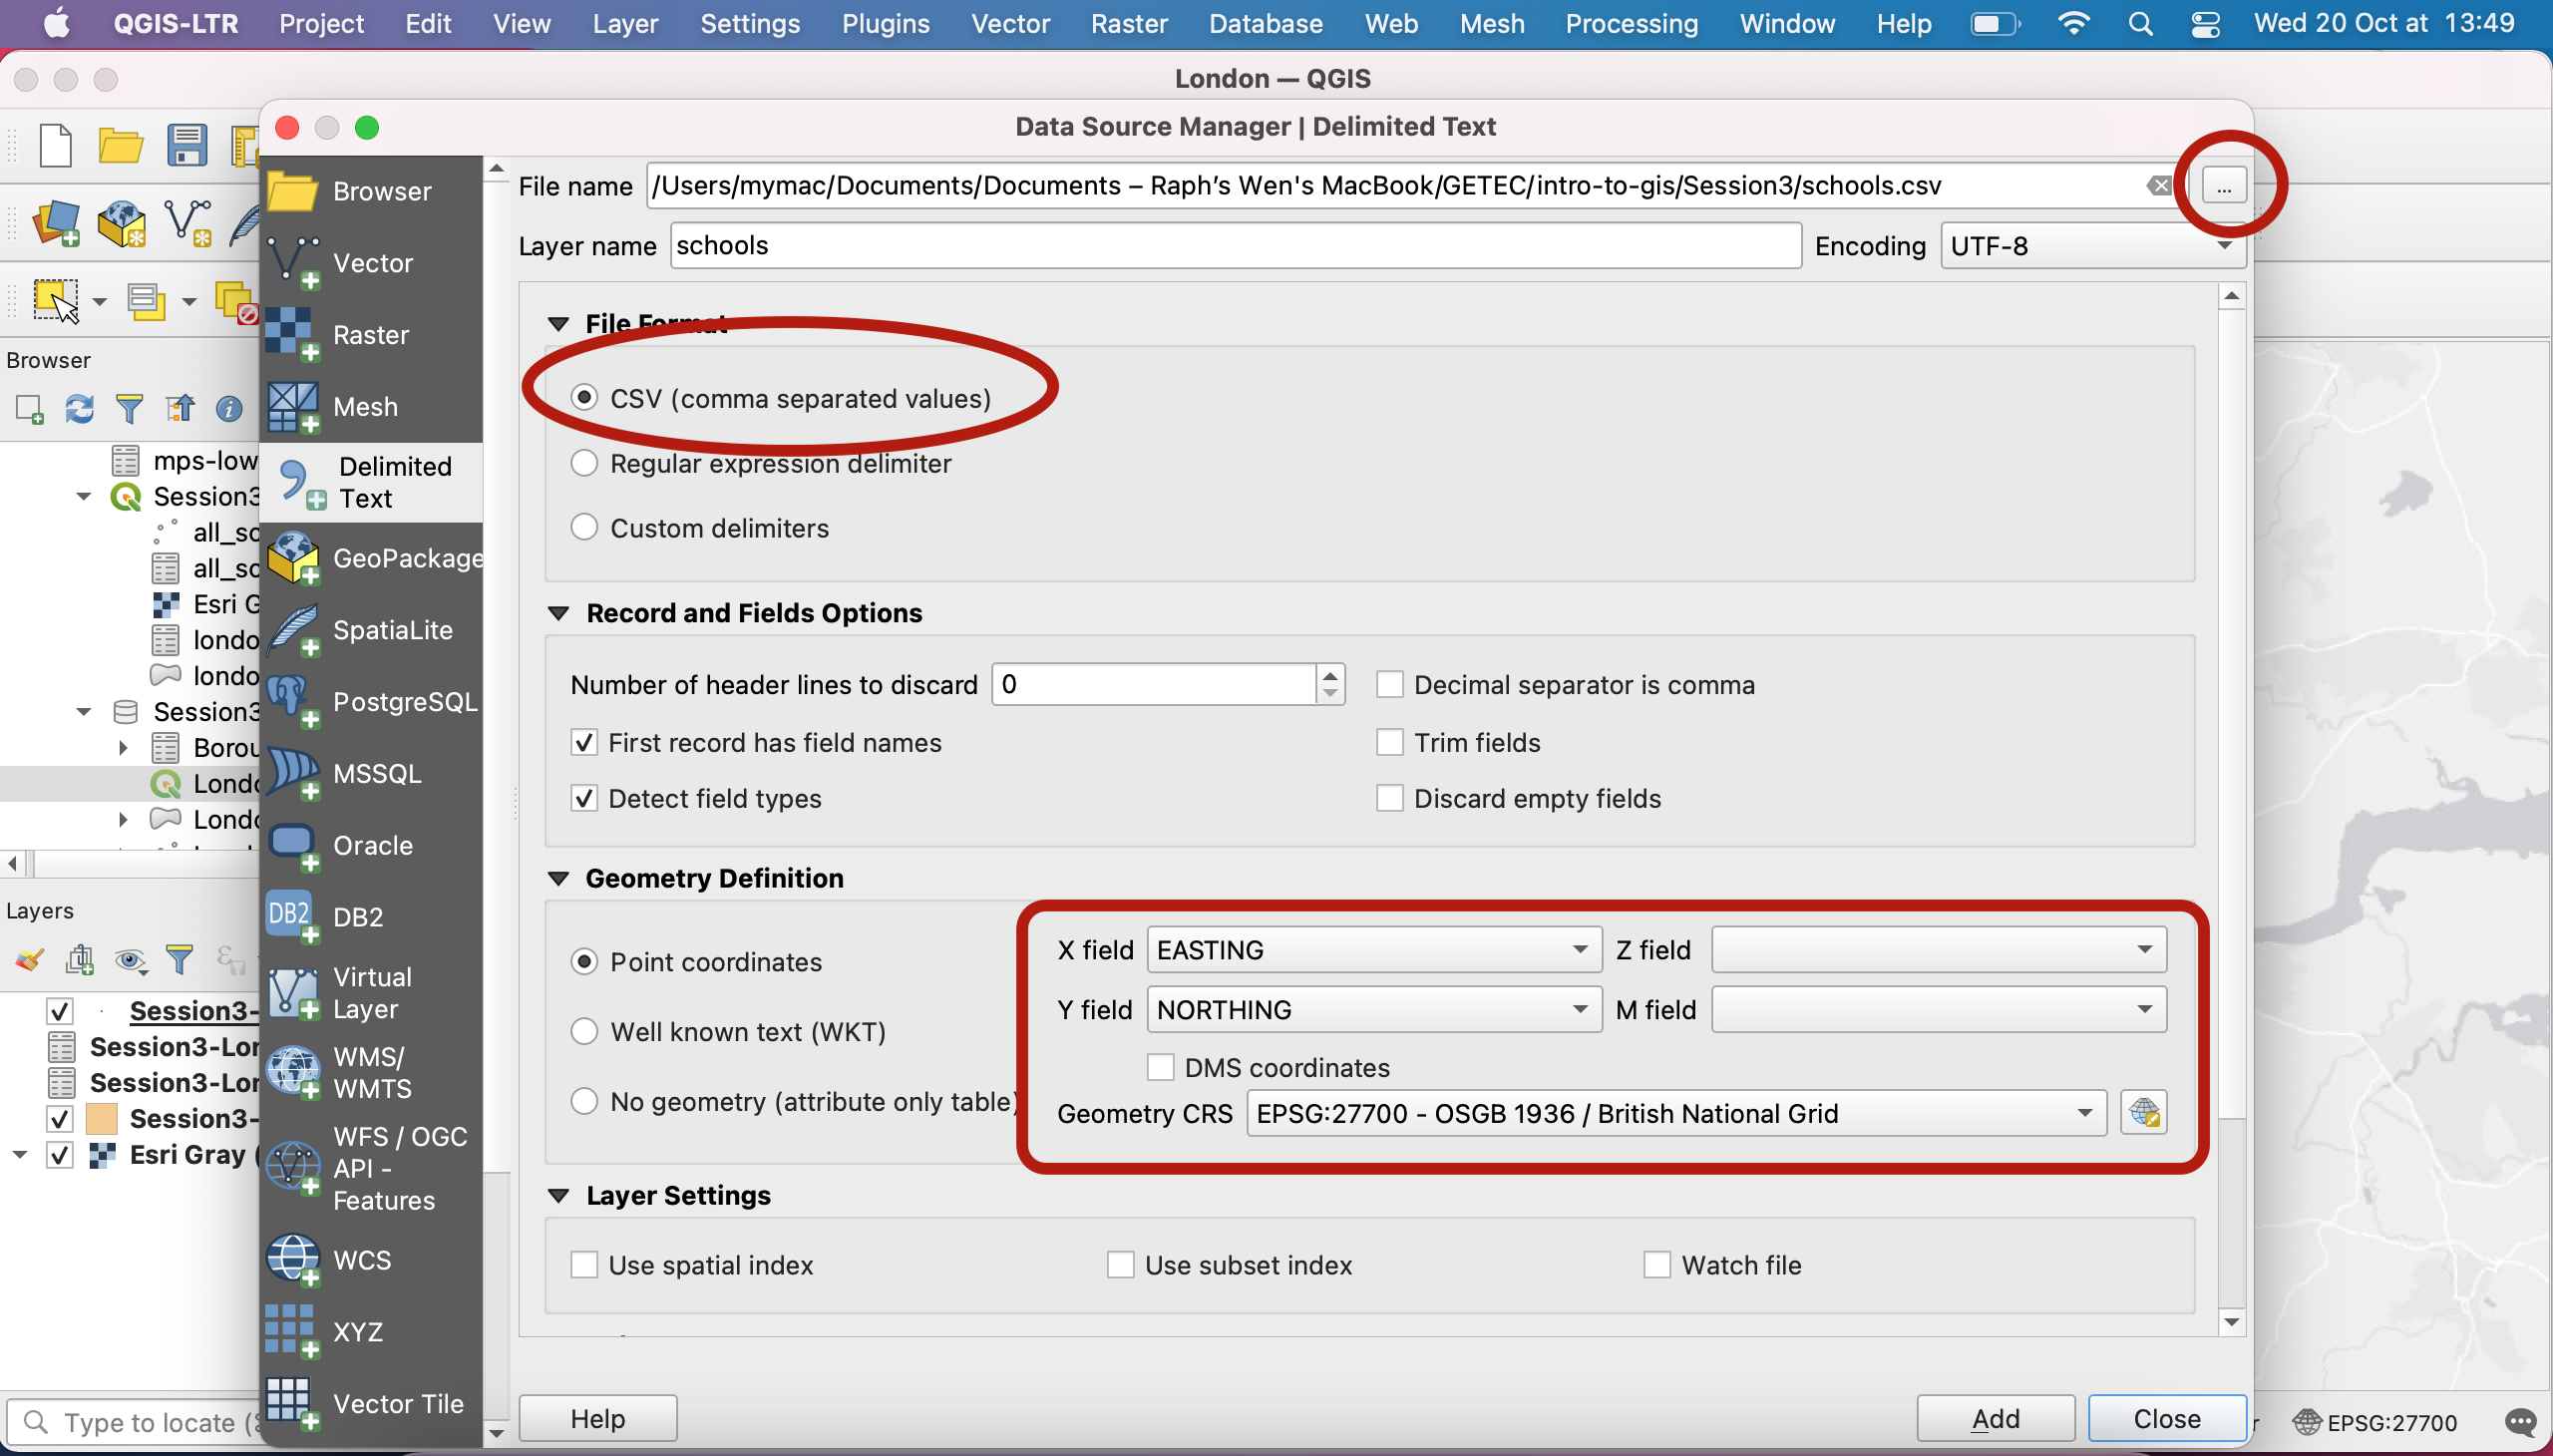 QGIS-LTR Project Edit View Layer Settings Plugins Vector Raster Database Web Mesh Processing Window Help Wed 20 Oct at 13:49
London — QGIS
Data Source Manager | Delimited Text
Browser
Vector
Raster
Mesh
Delimited
Text
GeoPackage
SpatiaLite
PostgreSQL
MSSQL
Oracle
DB2 DB2
Virtual
Layer
WMS/
WMTS
WFS / OGC
API -
Features
WCS
XYZ
Vector Tile
File name /Users/mymac/Documents/Documents – Raph’s Wen's MacBook/GETEC/intro-to-gis/Session3/schools.csv ...
Layer name schools Encoding UTF-8
File Format
CSV (comma separated values)
Regular expression delimiter
Custom delimiters
Record and Fields Options
Number of header lines to discard 0 Decimal separator is comma
First record has field names Trim fields
Detect field types Discard empty fields
Geometry Definition
Point coordinates
Well known text (WKT)
No geometry (attribute only table)
X field EASTING Z field
Y field NORTHING M field
DMS coordinates
Geometry CRS EPSG:27700 - OSGB 1936 / British National Grid
Layer Settings
Use spatial index Use subset index Watch file
Help Add Close
Browser
mps-low
Session3
all_sc
all_sc
Esri G
londo
londo
Session3
Borou
Londo
Londo
Layers
Session3-
Session3-Lor
Session3-Lor
Session3-
Esri Gray (
Type to locate (
EPSG:27700